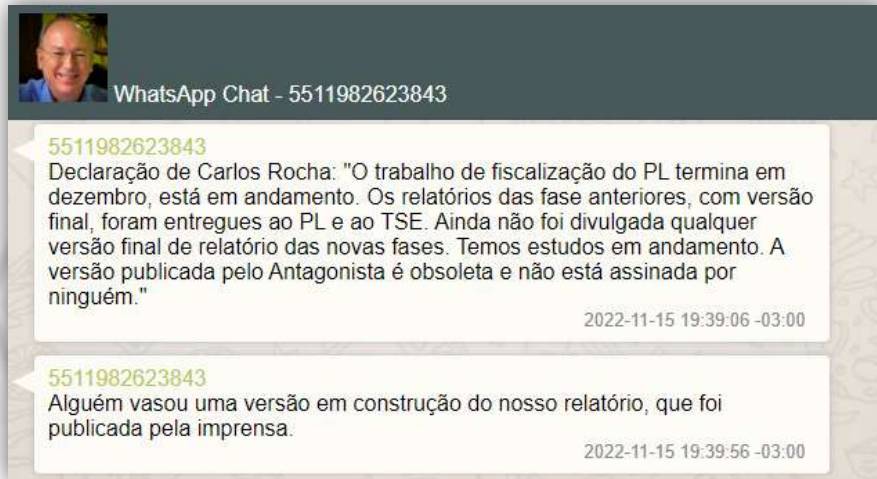 WhatsApp Chat - 5511982623843
5511982623843
Declaração de Carlos Rocha: "O trabalho de fiscalização do PL termina em
dezembro, está em andamento. Os relatórios das fase anteriores, com versão
final, foram entregues ao PL e ao TSE. Ainda não foi divulgada qualquer
versão final de relatório das novas fases. Temos estudos em andamento. A
versão publicada pelo Antagonista é obsoleta e não está assinada por
ninguém."
2022-11-15 19:39:06 -03:00
5511982623843
Alguém vasou uma versão em construção do nosso relatório, que foi
publicada pela imprensa.
2022-11-15 19:39:56 -03:00